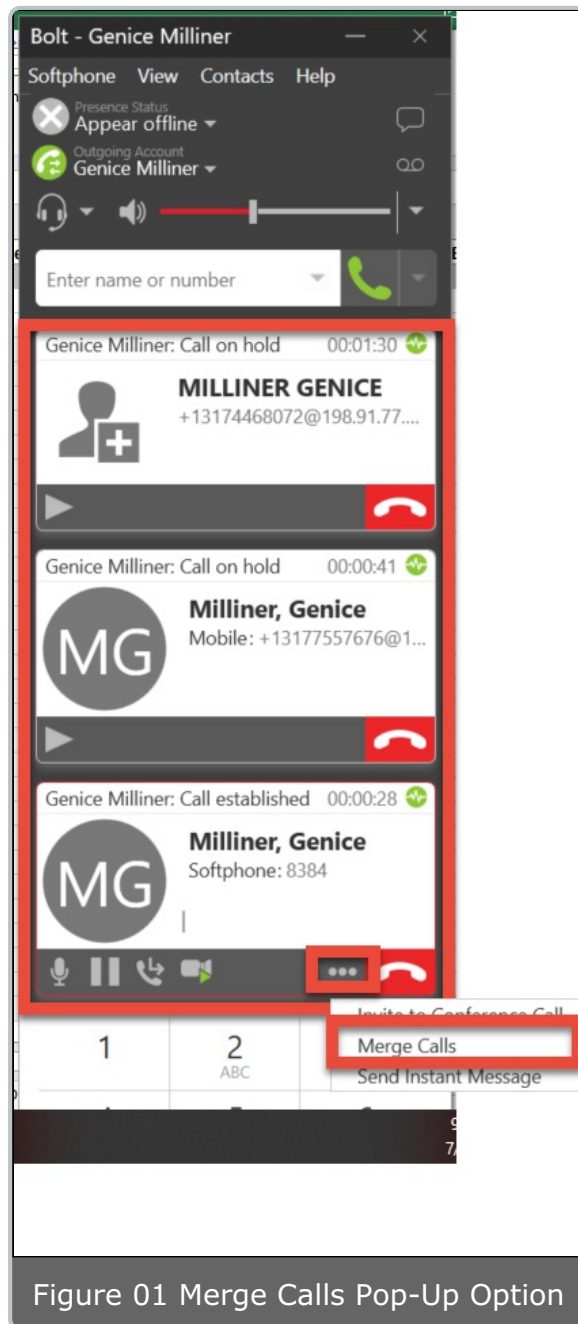 Bolt - Genice Milliner
Softphone View Contacts Help
Presence Status
Appear offline
Outgoing Account
Genice Milliner
Enter name or number
Genice Milliner: Call on hold 00:01:30
MILLINER GENICE
+13174468072@198.91.77....
Genice Milliner: Call on hold 00:00:41
MG
Milliner, Genice
Mobile: +13177557676@1...
Genice Milliner: Call established 00:00:28
MG
Milliner, Genice
Softphone: 8384
Invite to Conference Call
Merge Calls
Send Instant Message
1 2
ABC
Figure 01 Merge Calls Pop-Up Option